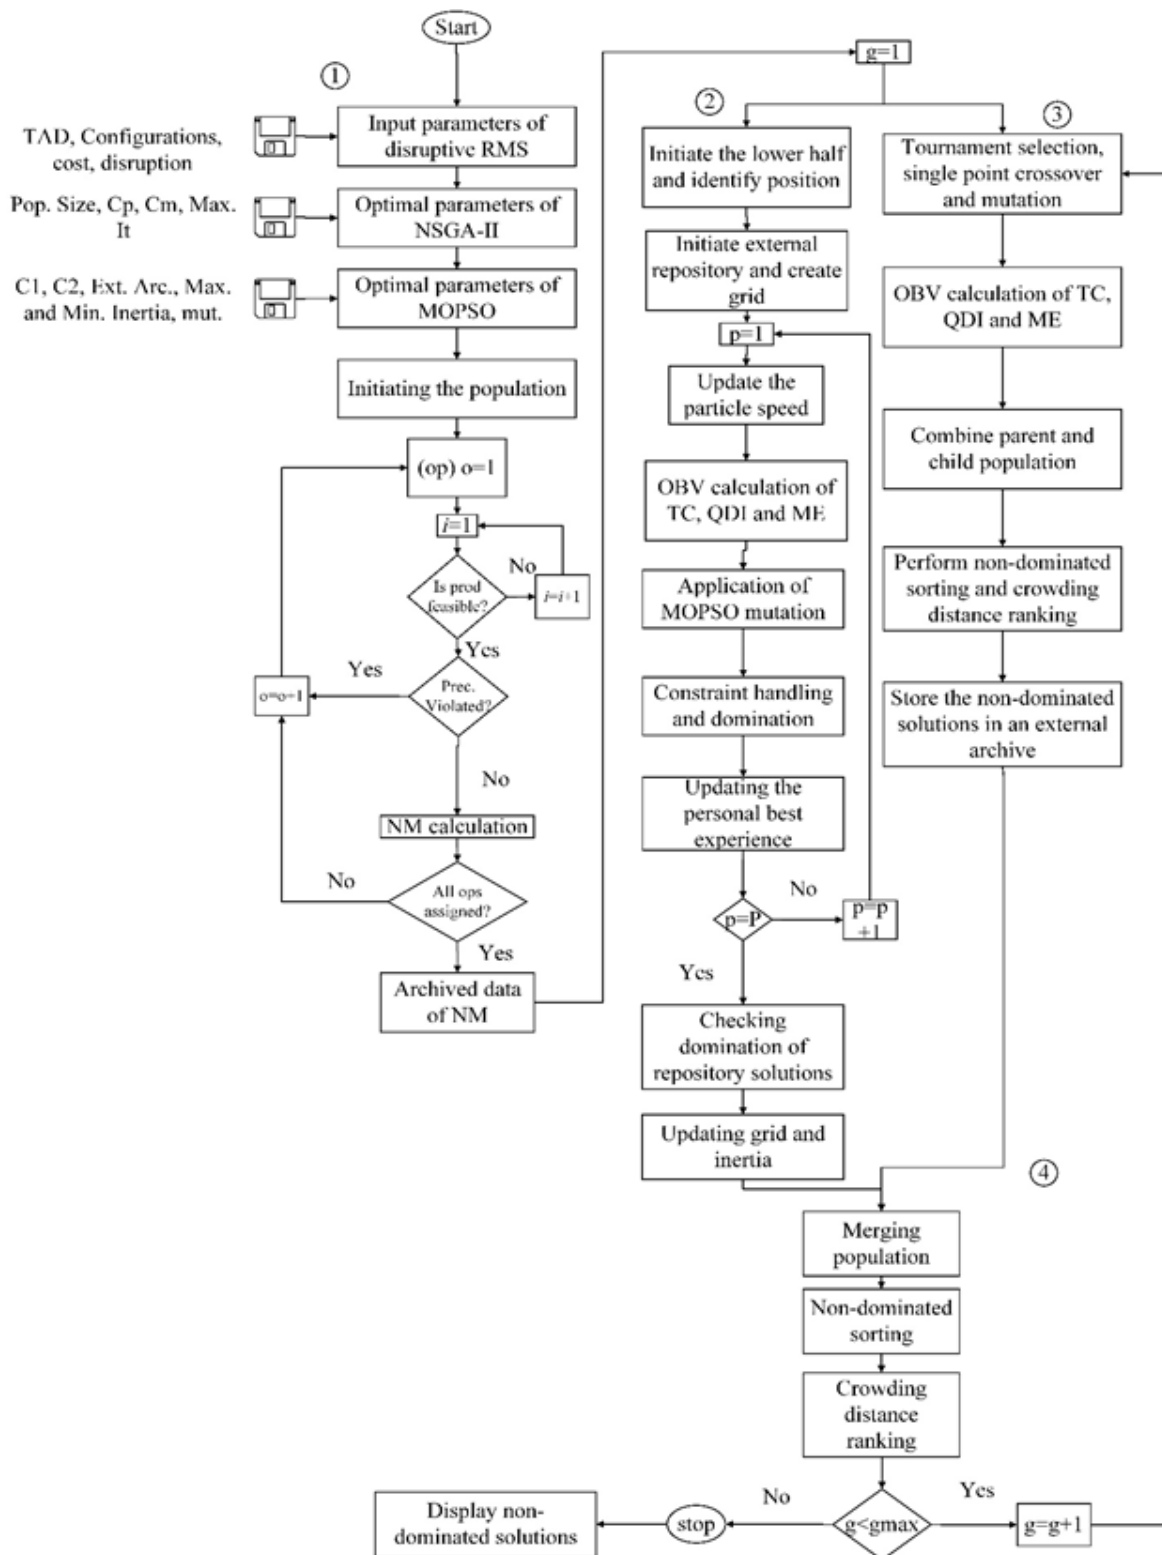 Start
1
TAD, Configurations,
cost, disruption
Input parameters of
disruptive RMS
Pop. Size, Cp, Cm, Max.
It
Optimal parameters of
NSGA-II
C1, C2, Ext. Arc., Max.
and Min. Inertia, mut.
Optimal parameters of
MOPSO
Initiating the population
(op) o=1
i=1
Is prod
feasible?
No
i=i+1
Yes
Prec.
Violated?
Yes
o=o+1
No
NM calculation
All ops
assigned?
No
Yes
Archived data
of NM
g=1
2
Initiate the lower half
and identify position
Initiate external
repository and create
grid
p=1
Update the
particle speed
OBV calculation of
TC, QDI and ME
Application of
MOPSO mutation
Constraint handling
and domination
Updating the
personal best
experience
p=P
No
p=p
+1
Yes
Checking
domination of
repository solutions
Updating grid and
inertia
3
Tournament selection,
single point crossover
and mutation
OBV calculation of TC,
QDI and ME
Combine parent and
child population
Perform non-dominated
sorting and crowding
distance ranking
Store the non-dominated
solutions in an external
archive
4
Merging
population
Non-dominated
sorting
Crowding
distance
ranking
g<gmax
Yes
g=g+1
No
stop
Display non-
dominated solutions